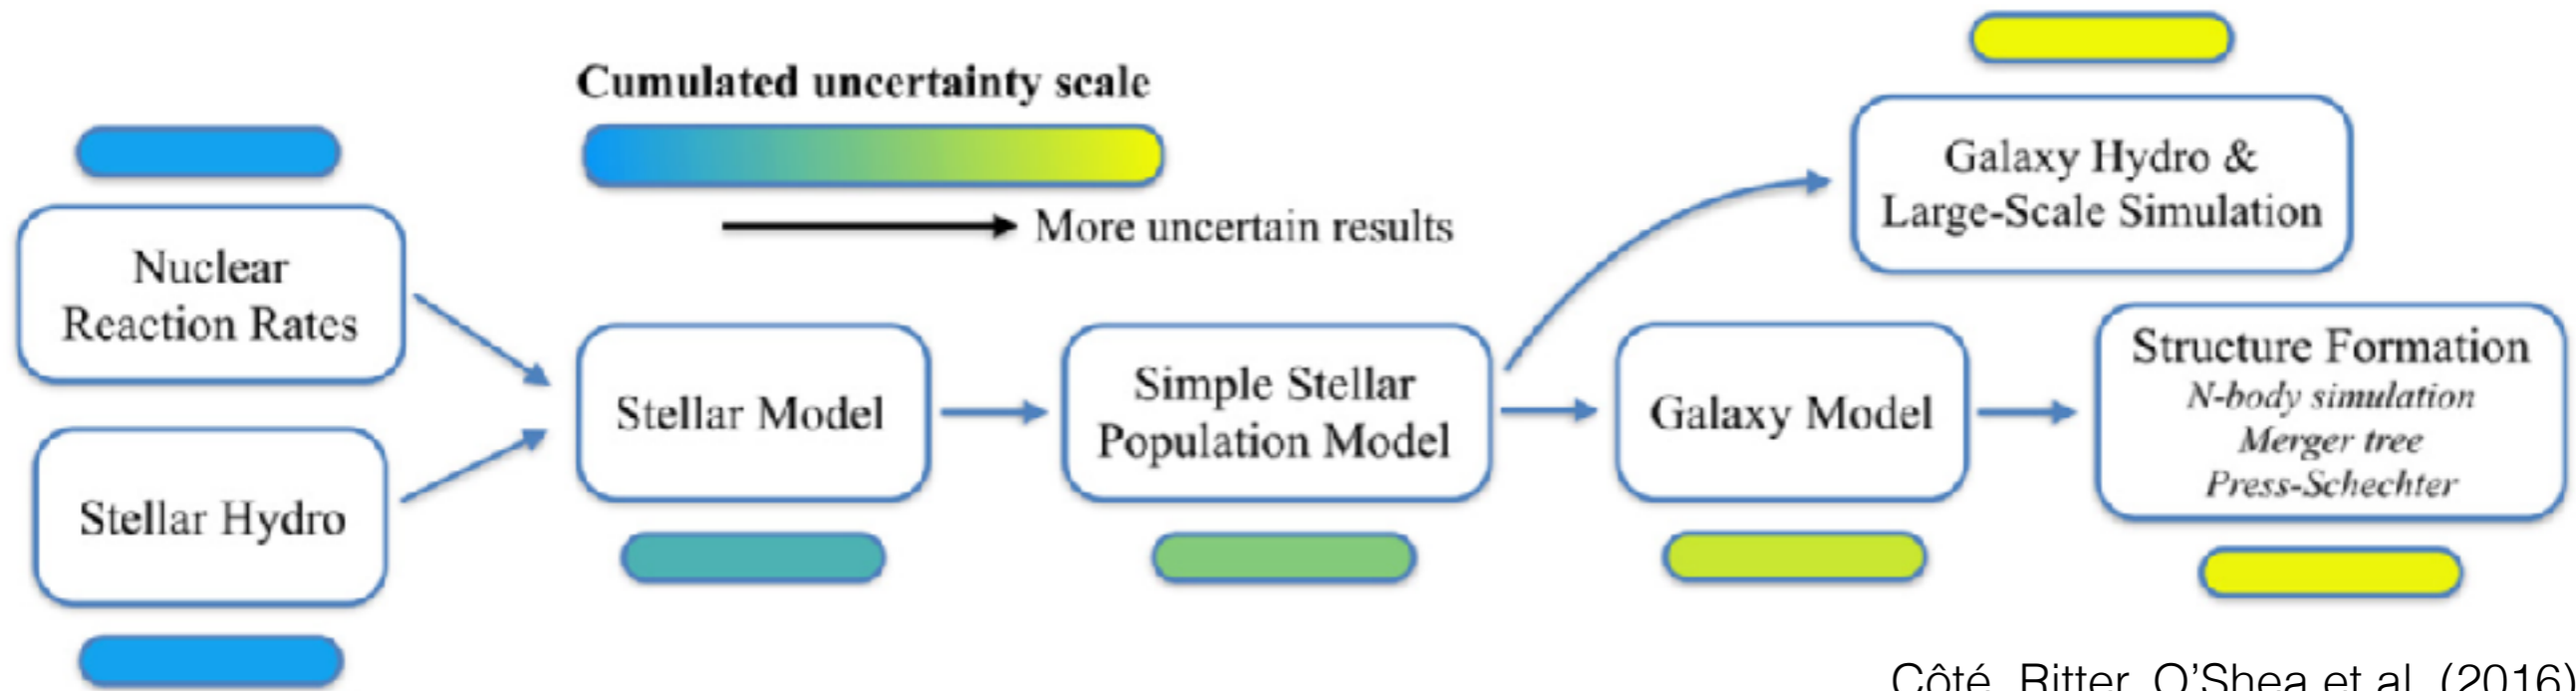 Cumulated uncertainty scale
More uncertain results
Nuclear
Reaction Rates
Stellar Hydro
Stellar Model
Simple Stellar
Population Model
Galaxy Hydro &
Large-Scale Simulation
Galaxy Model
Structure Formation
N-body simulation
Merger tree
Press-Schechter
Côté, Ritter, O'Shea et al. (2016)